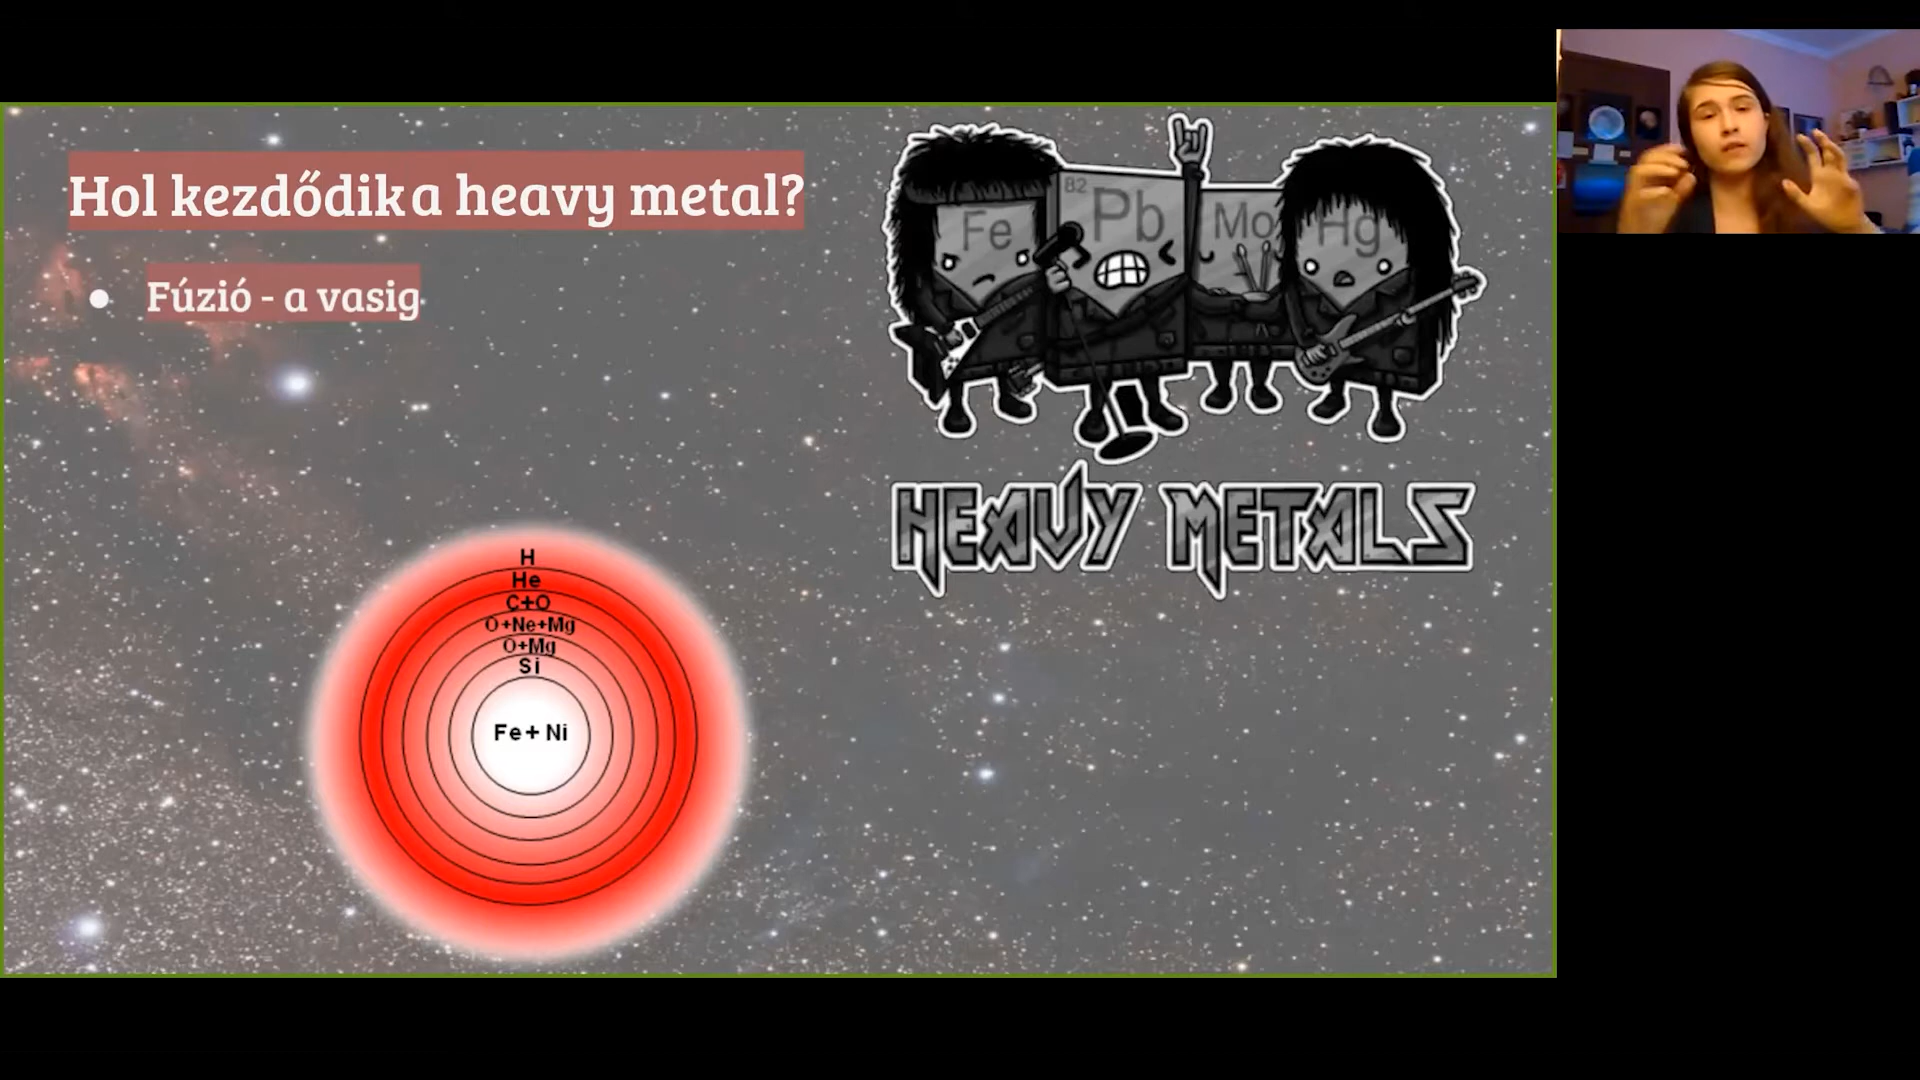 Hol kezdődik a heavy metal?
● Fúzió - a vasig
Fe
82
Pb
Mo
Hg
HEAVY METALS
H
He
C+O
O+Ne+Mg
O+Mg
Si
Fe+ Ni